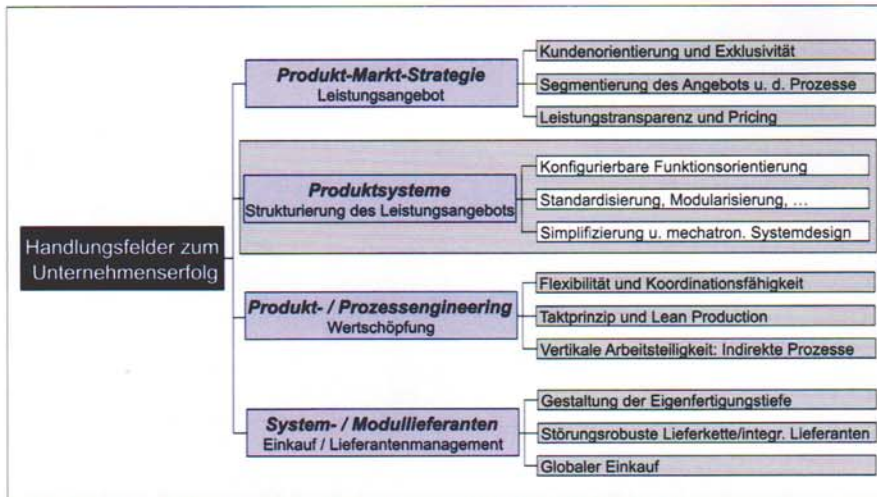 Handlungsfelder zum
Unternehmenserfolg
Produkt-Markt-Strategie
Leistungsangebot
Kundenorientierung und Exklusivität
Segmentierung des Angebots u. d. Prozesse
Leistungstransparenz und Pricing
Produktsysteme
Strukturierung des Leistungsangebots
Konfigurierbare Funktionsorientierung
Standardisierung, Modularisierung, ...
Simplifizierung u. mechatron. Systemdesign
Produkt- / Prozessengineering
Wertschöpfung
Flexibilität und Koordinationsfähigkeit
Taktprinzip und Lean Production
Vertikale Arbeitsteiligkeit: Indirekte Prozesse
System- / Modullieferanten
Einkauf / Lieferantenmanagement
Gestaltung der Eigenfertigungstiefe
Störungsrobuste Lieferkette/integr. Lieferanten
Globaler Einkauf